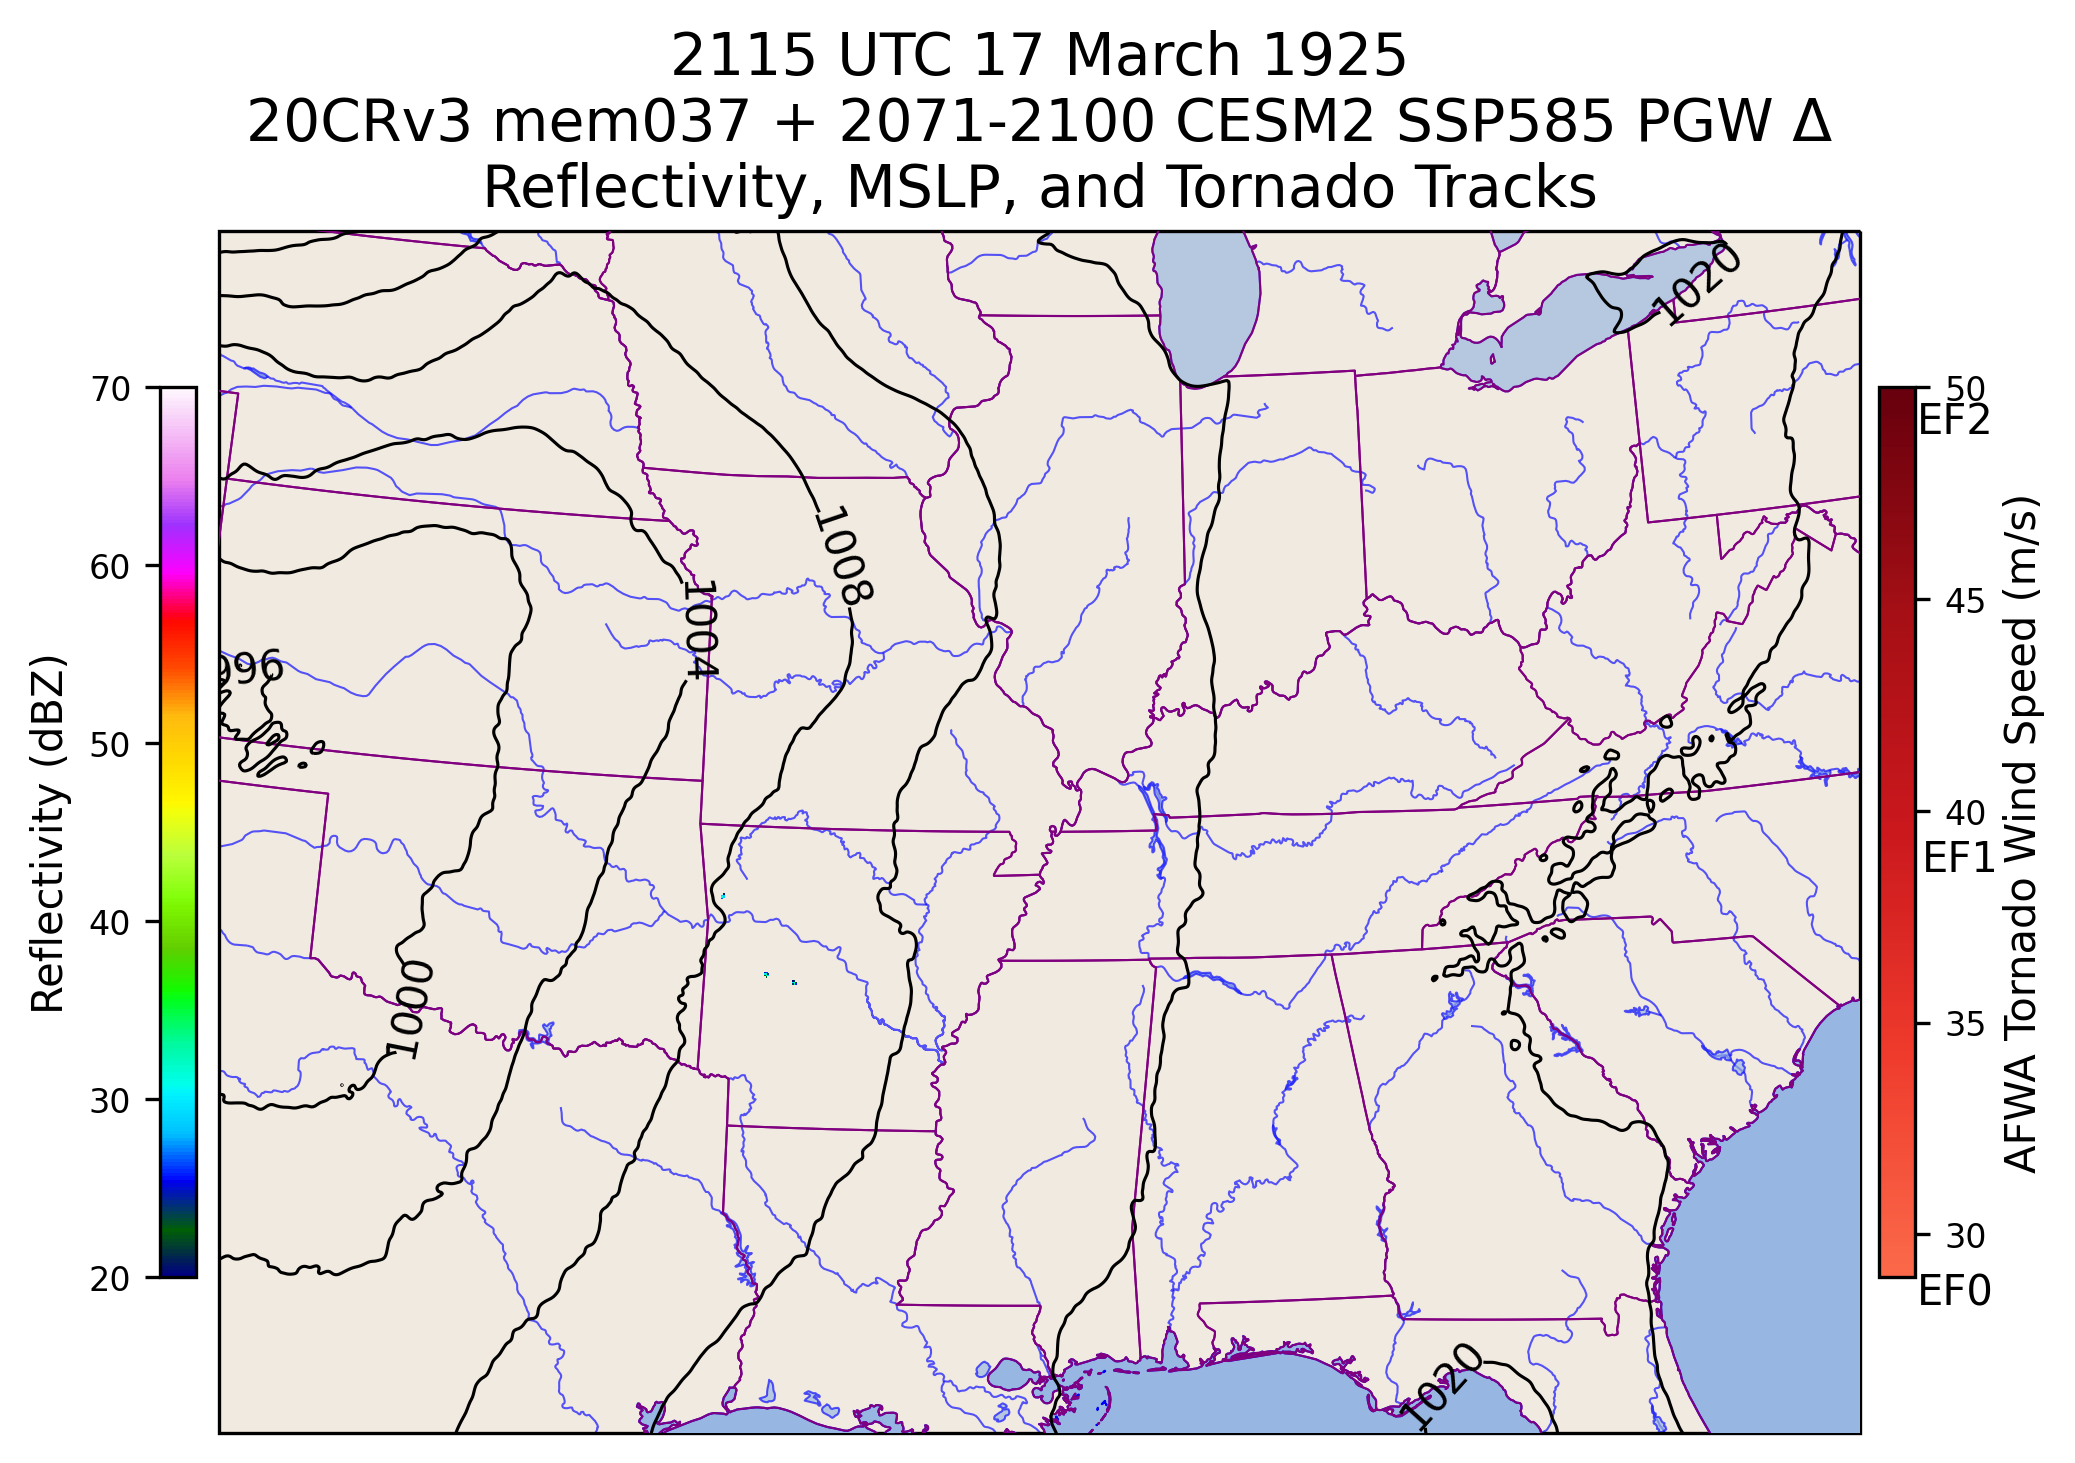 2115 UTC 17 March 1925
20CRv3 mem037 + 2071-2100 CESM2 SSP585 PGW Δ
Reflectivity, MSLP, and Tornado Tracks
1020
70
60
50
40
30
20
Reflectivity (dBZ)
996
1008
1004
1000
1020
50
EF2
45
40
EF1
35
30
EF0
AFWA Tornado Wind Speed (m/s)